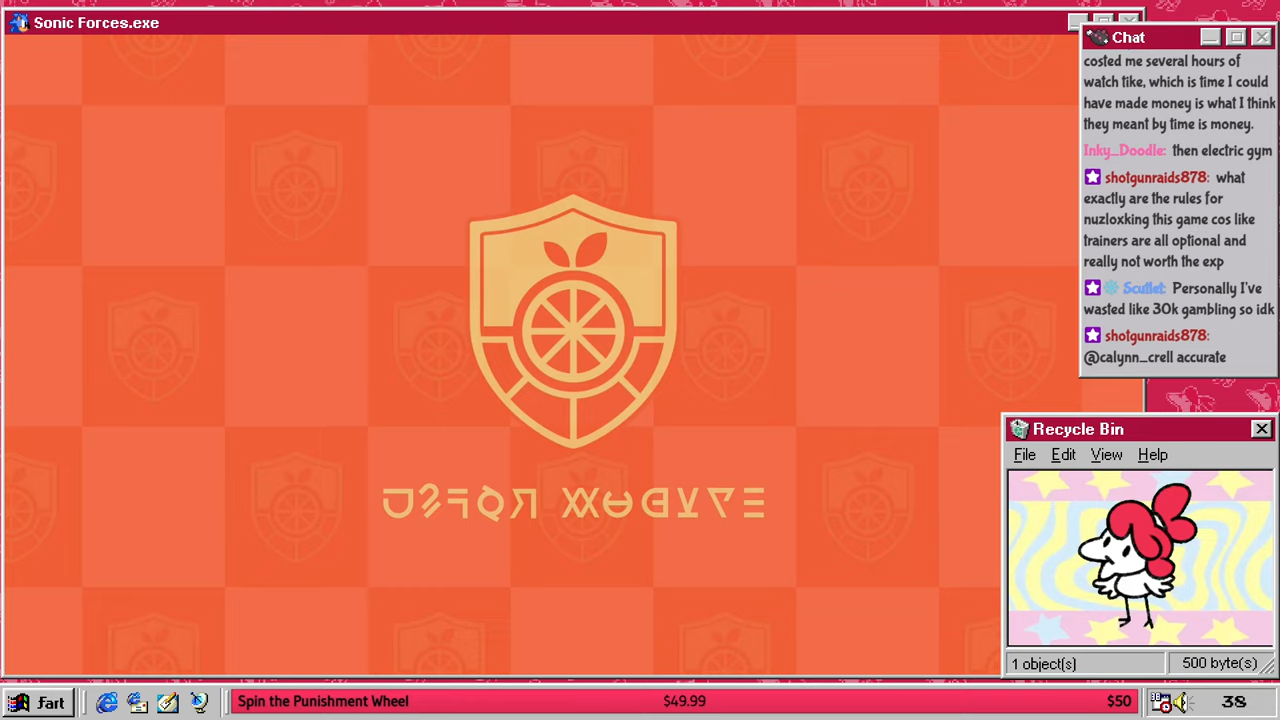 Sonic Forces.exe
Chat
costed me several hours of
watch tike, which is time I could
have made money is what I think
they meant by time is money.
Inky_Doodle: then electric gym
shotgunraids878: what
exactly are the rules for
nuzloxking this game cos like
trainers are all optional and
really not worth the exp
Scutlet: Personally I've
wasted like 30k gambling so idk
shotgunraids878:
@calynn_crell accurate
Recycle Bin
File Edit View Help
1 object(s) 500 byte(s)
fart Spin the Punishment Wheel $49.99 $50 38